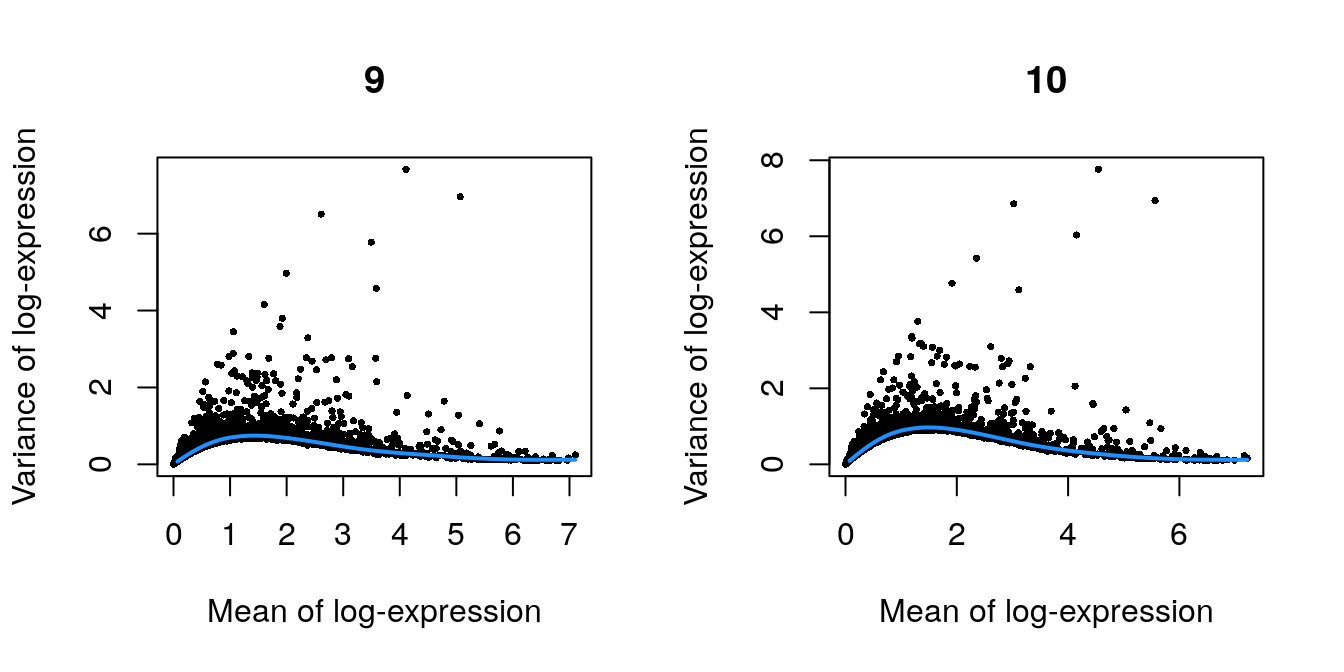 9
Variance of log-expression
0 2 4 6
0 1 2 3 4 5 6 7
Mean of log-expression
10
Variance of log-expression
0 2 4 6 8
0 2 4 6
Mean of log-expression